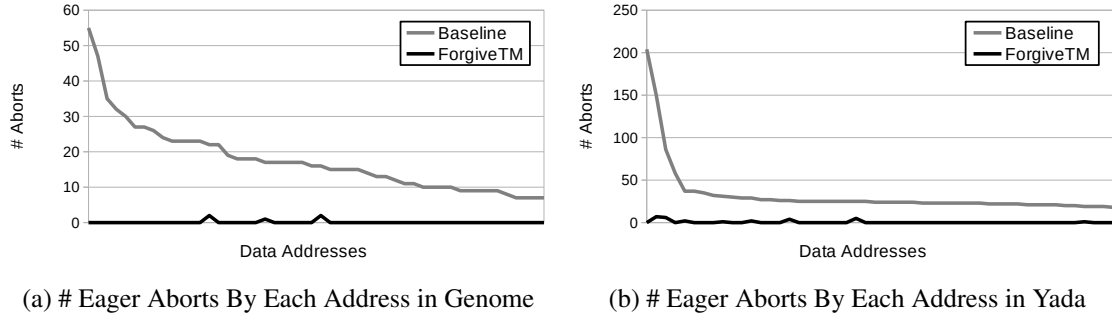 60
50
40
30
20
10
0
# Aborts
Baseline
ForgiveTM
Data Addresses
(a) # Eager Aborts By Each Address in Genome
250
200
150
100
50
0
# Aborts
Baseline
ForgiveTM
Data Addresses
(b) # Eager Aborts By Each Address in Yada